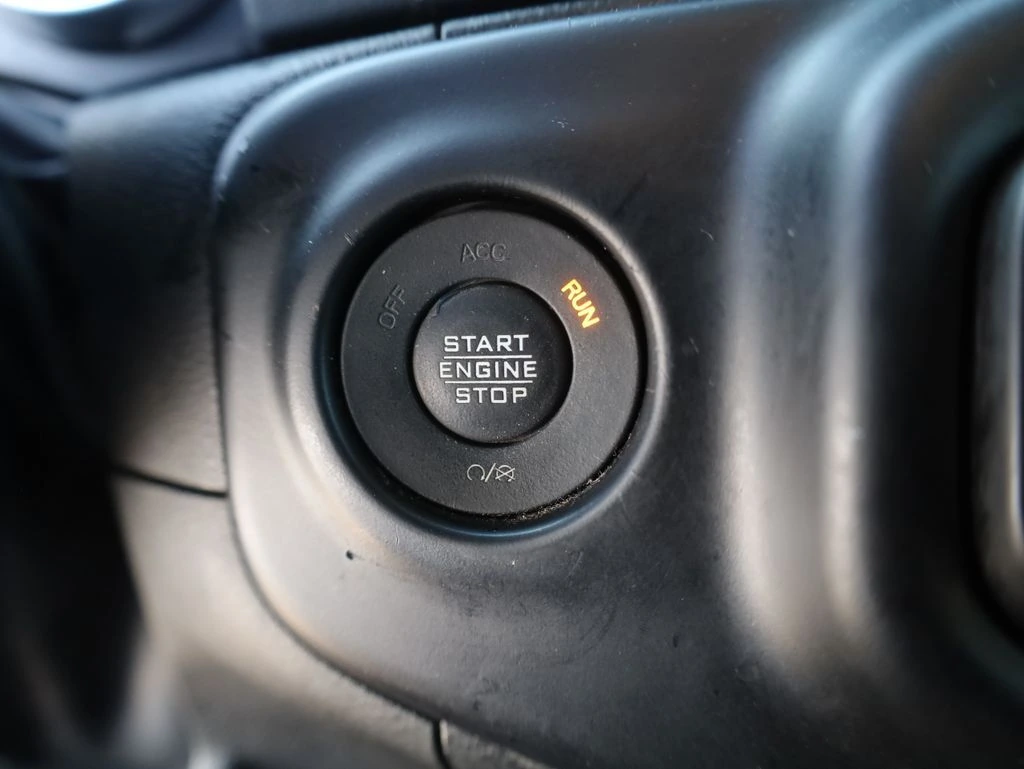 ACC
OFF
RUN
START
ENGINE
STOP